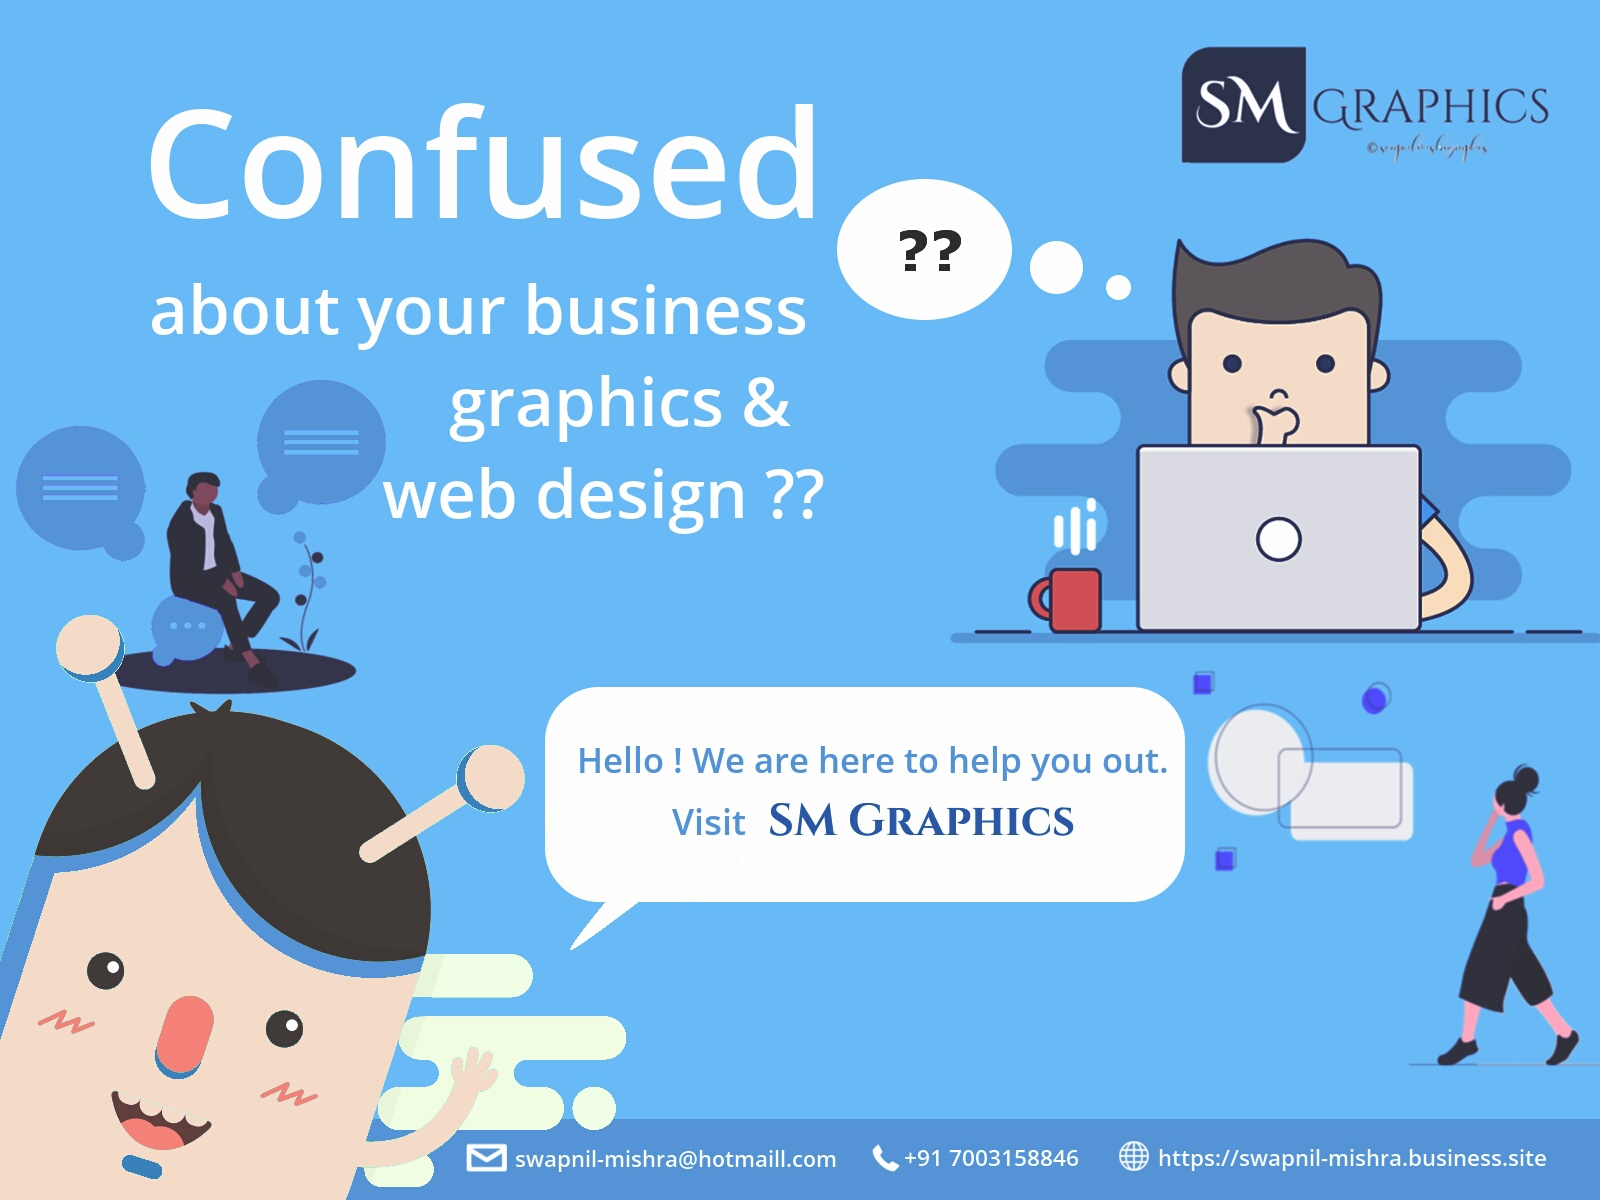 SM GRAPHICS
Confused
??
about your business
graphics &
web design ??
Hello ! We are here to help you out.
Visit SM GRAPHICS
swapnil-mishra@hotmaill.com
+91 7003158846
https://swapnil-mishra.business.site